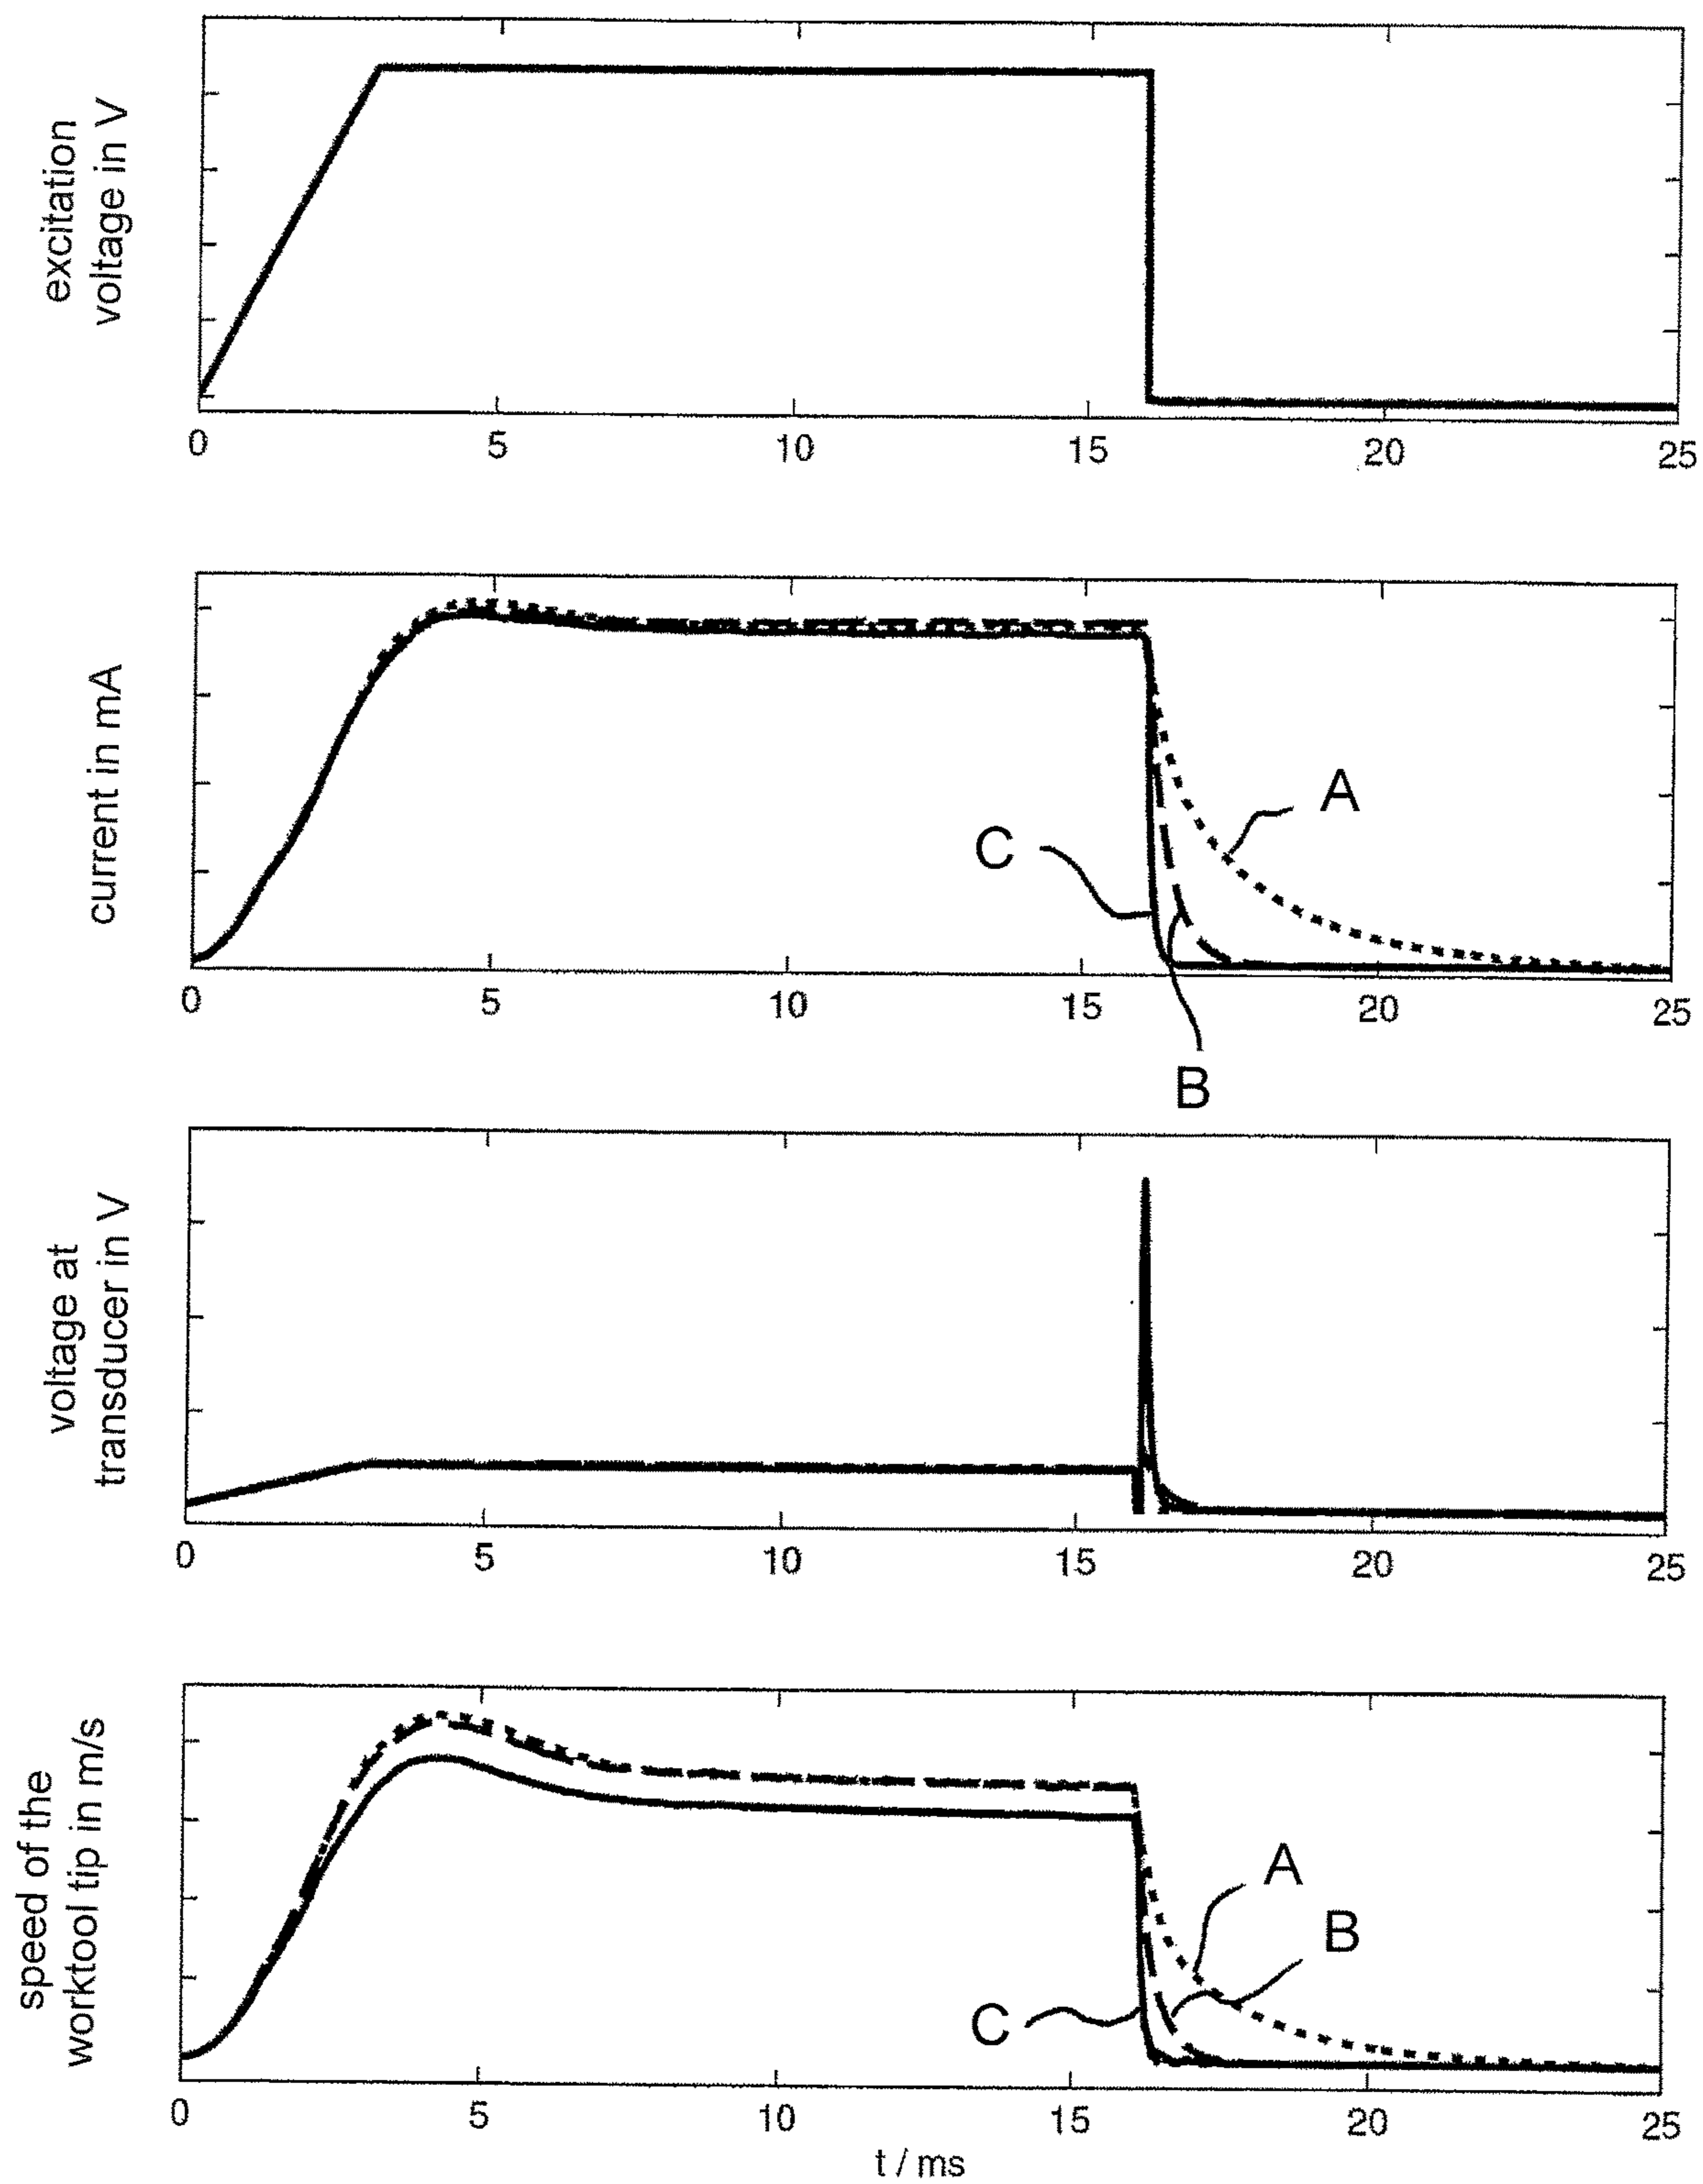 excitation
voltage in V
0 5 10 15 20 25
current in mA
A
C
0 5 10 15 20 25
B
voltage at
transducer in V
0 5 10 15 20 25
speed of the
worktool tip in m/s
A
B
C
0 5 10 15 20 25
t / ms